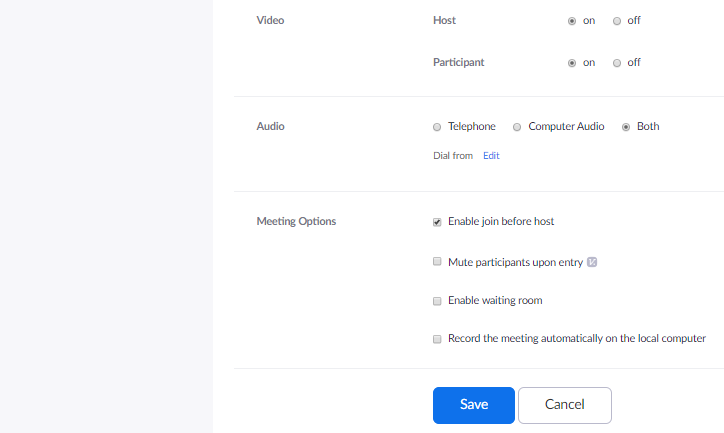 Video Host on off
Participant on off
Audio Telephone Computer Audio Both
Dial from Edit
Meeting Options Enable join before host
Mute participants upon entry
Enable waiting room
Record the meeting automatically on the local computer
Save Cancel